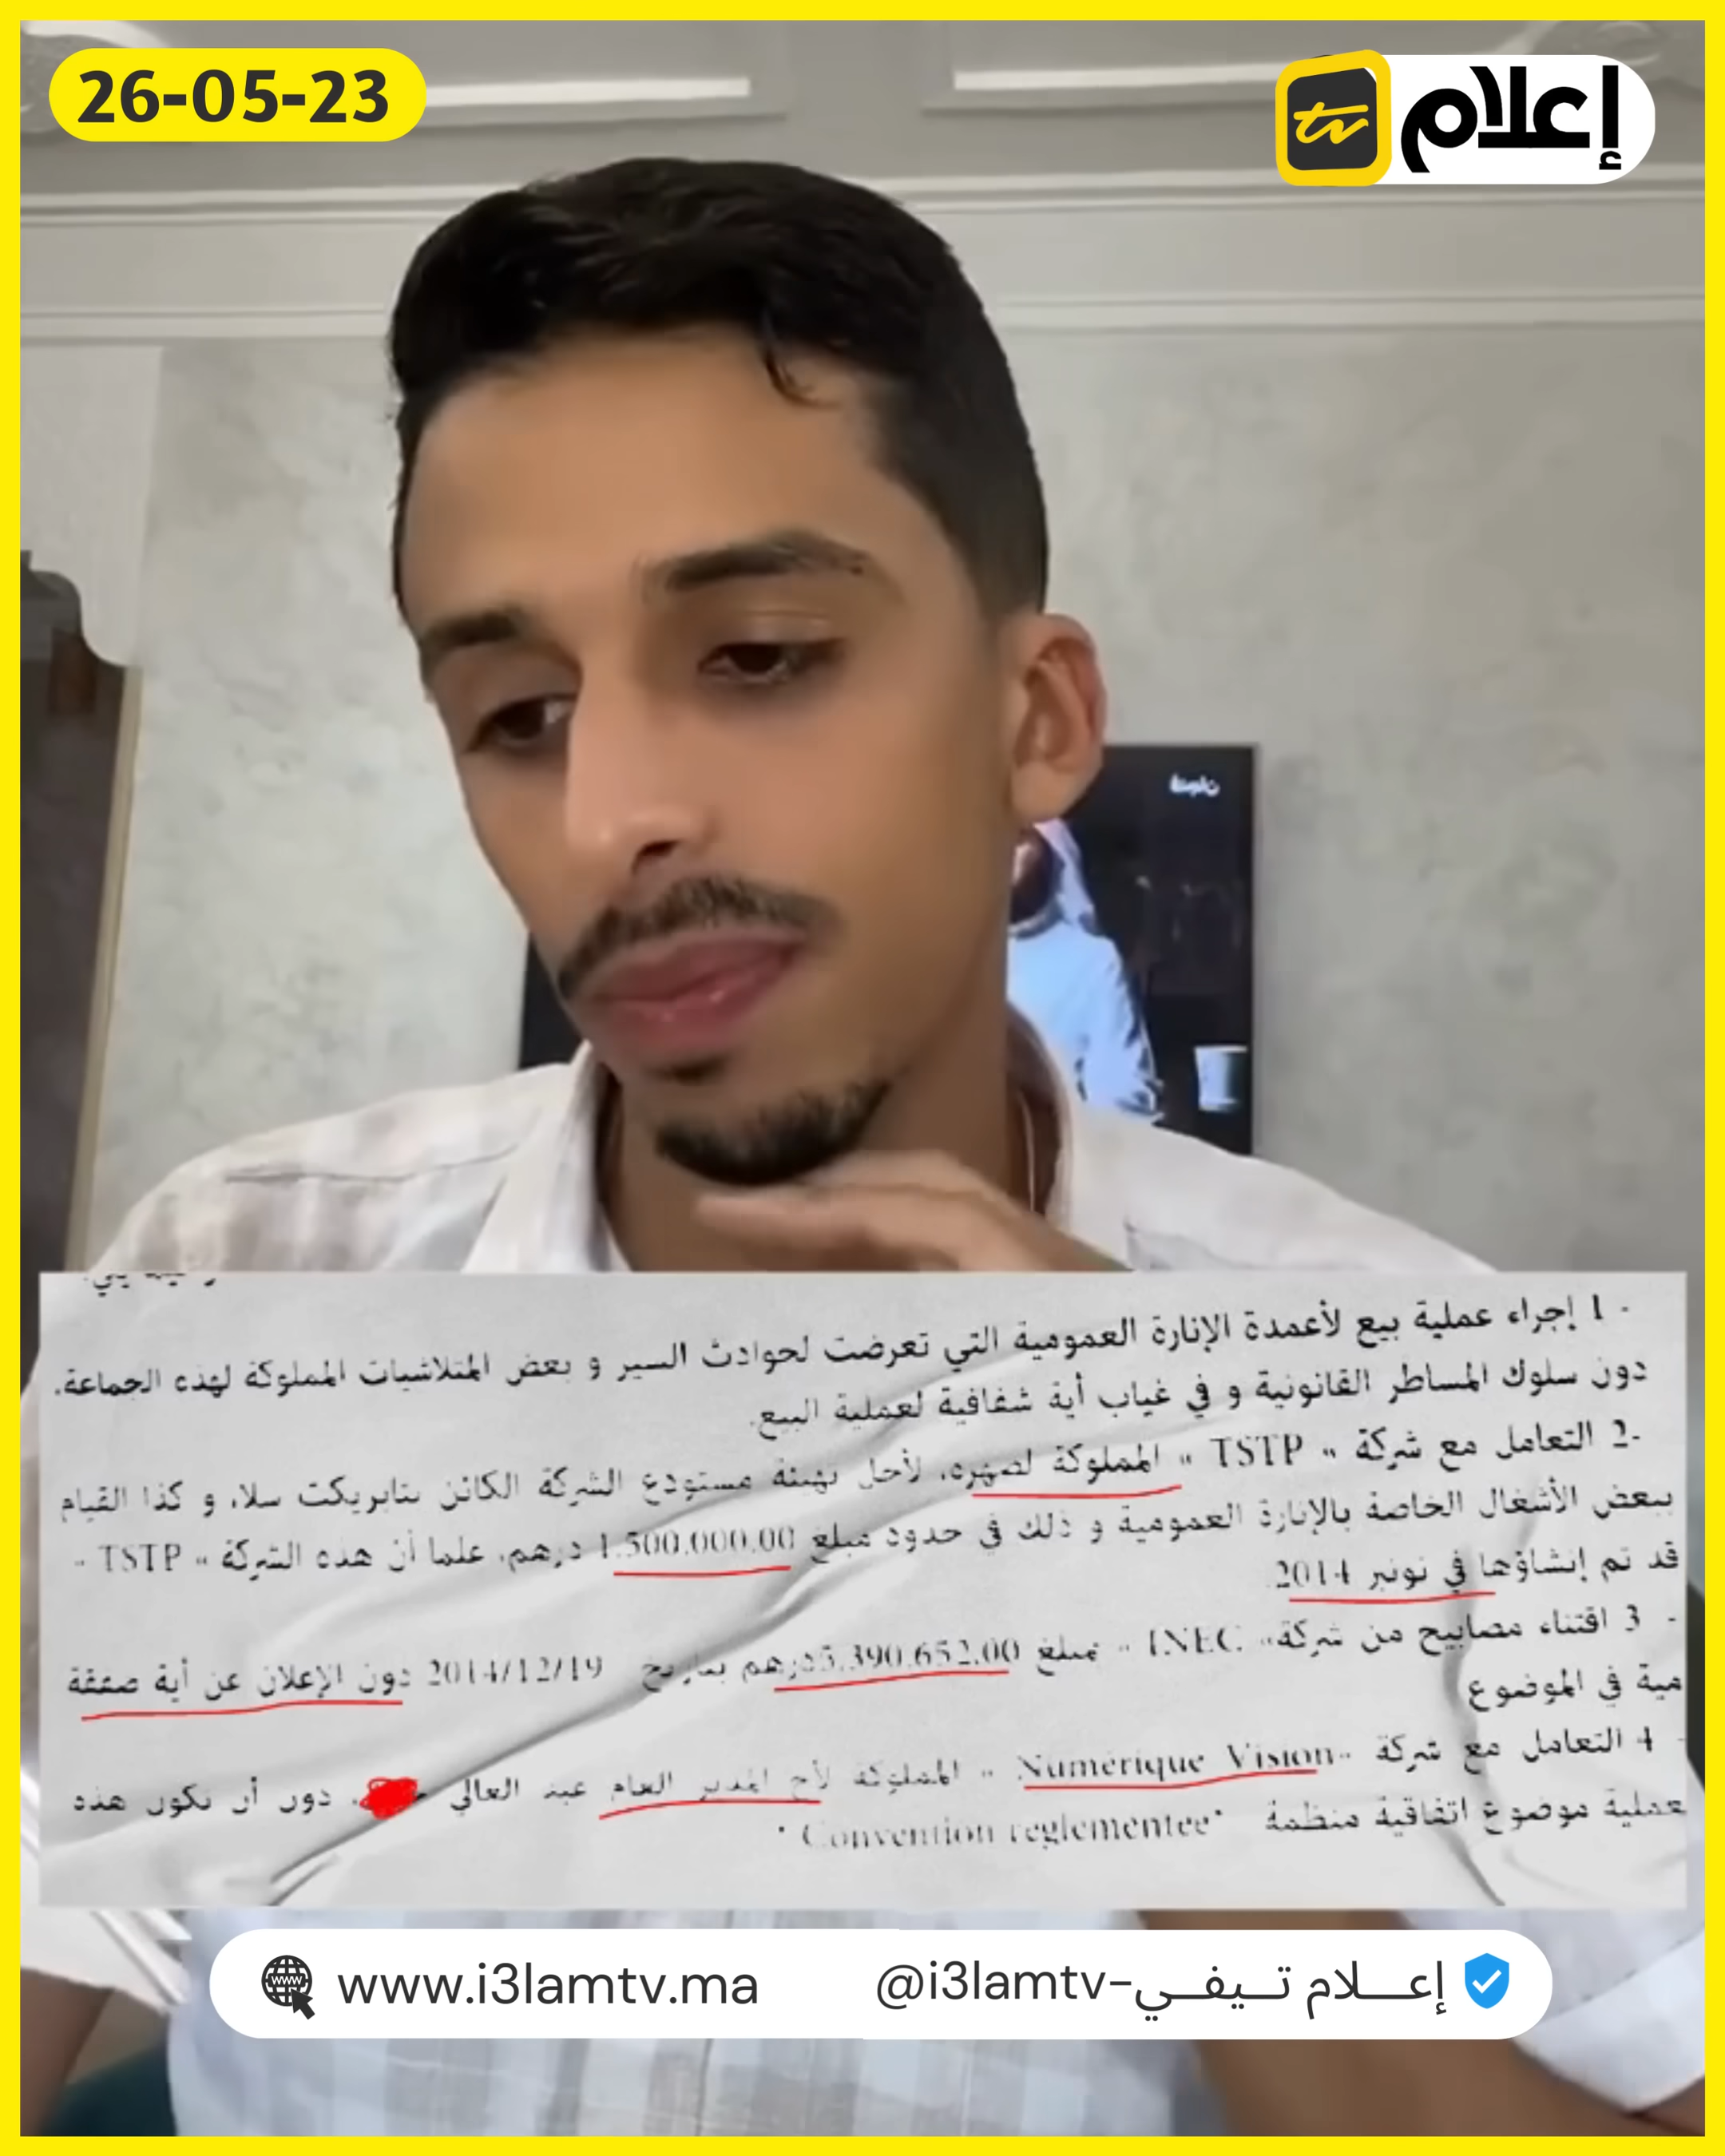 26-05-23
إعلام tv
1 - إجراء عملية بيع لأعمدة الإنارة العمومية التي تعرضت لحوادث السير و بعض المتلاشيات المملوكة لهذه الجماعة،
دون سلوك المساطر القانونية و في غياب أية شفافية لعملية البيع.
2- التعامل مع شركة " TSTP " المملوكة لصهره، لأجل تهيئة مستودع الشركة الكائن بتابريكت سلا، و كذا القيام
ببعض الأشغال الخاصة بالإنارة العمومية و ذلك في حدود مبلغ 1.500.000.00 درهم، علما أن هذه الشركة " TSTP "
قد تم إنشاؤها في نونبر 2014.
3 - اقتناء مصابيح من شركة " INEC " بمبلغ 5.390.652.00 درهم بتاريخ 2014/12/19 دون الإعلان عن أية صفقة
مية في الموضوع
4 - التعامل مع شركة "Numérique Vision" المملوكة لأخ المدير العام عبد العالي ، دون أن تكون هذه
عملية موضوع اتفاقية منظمة "Convention réglementée"
www.i3lamtv.ma
إعـــلام تــيــفــي-i3lamtv@